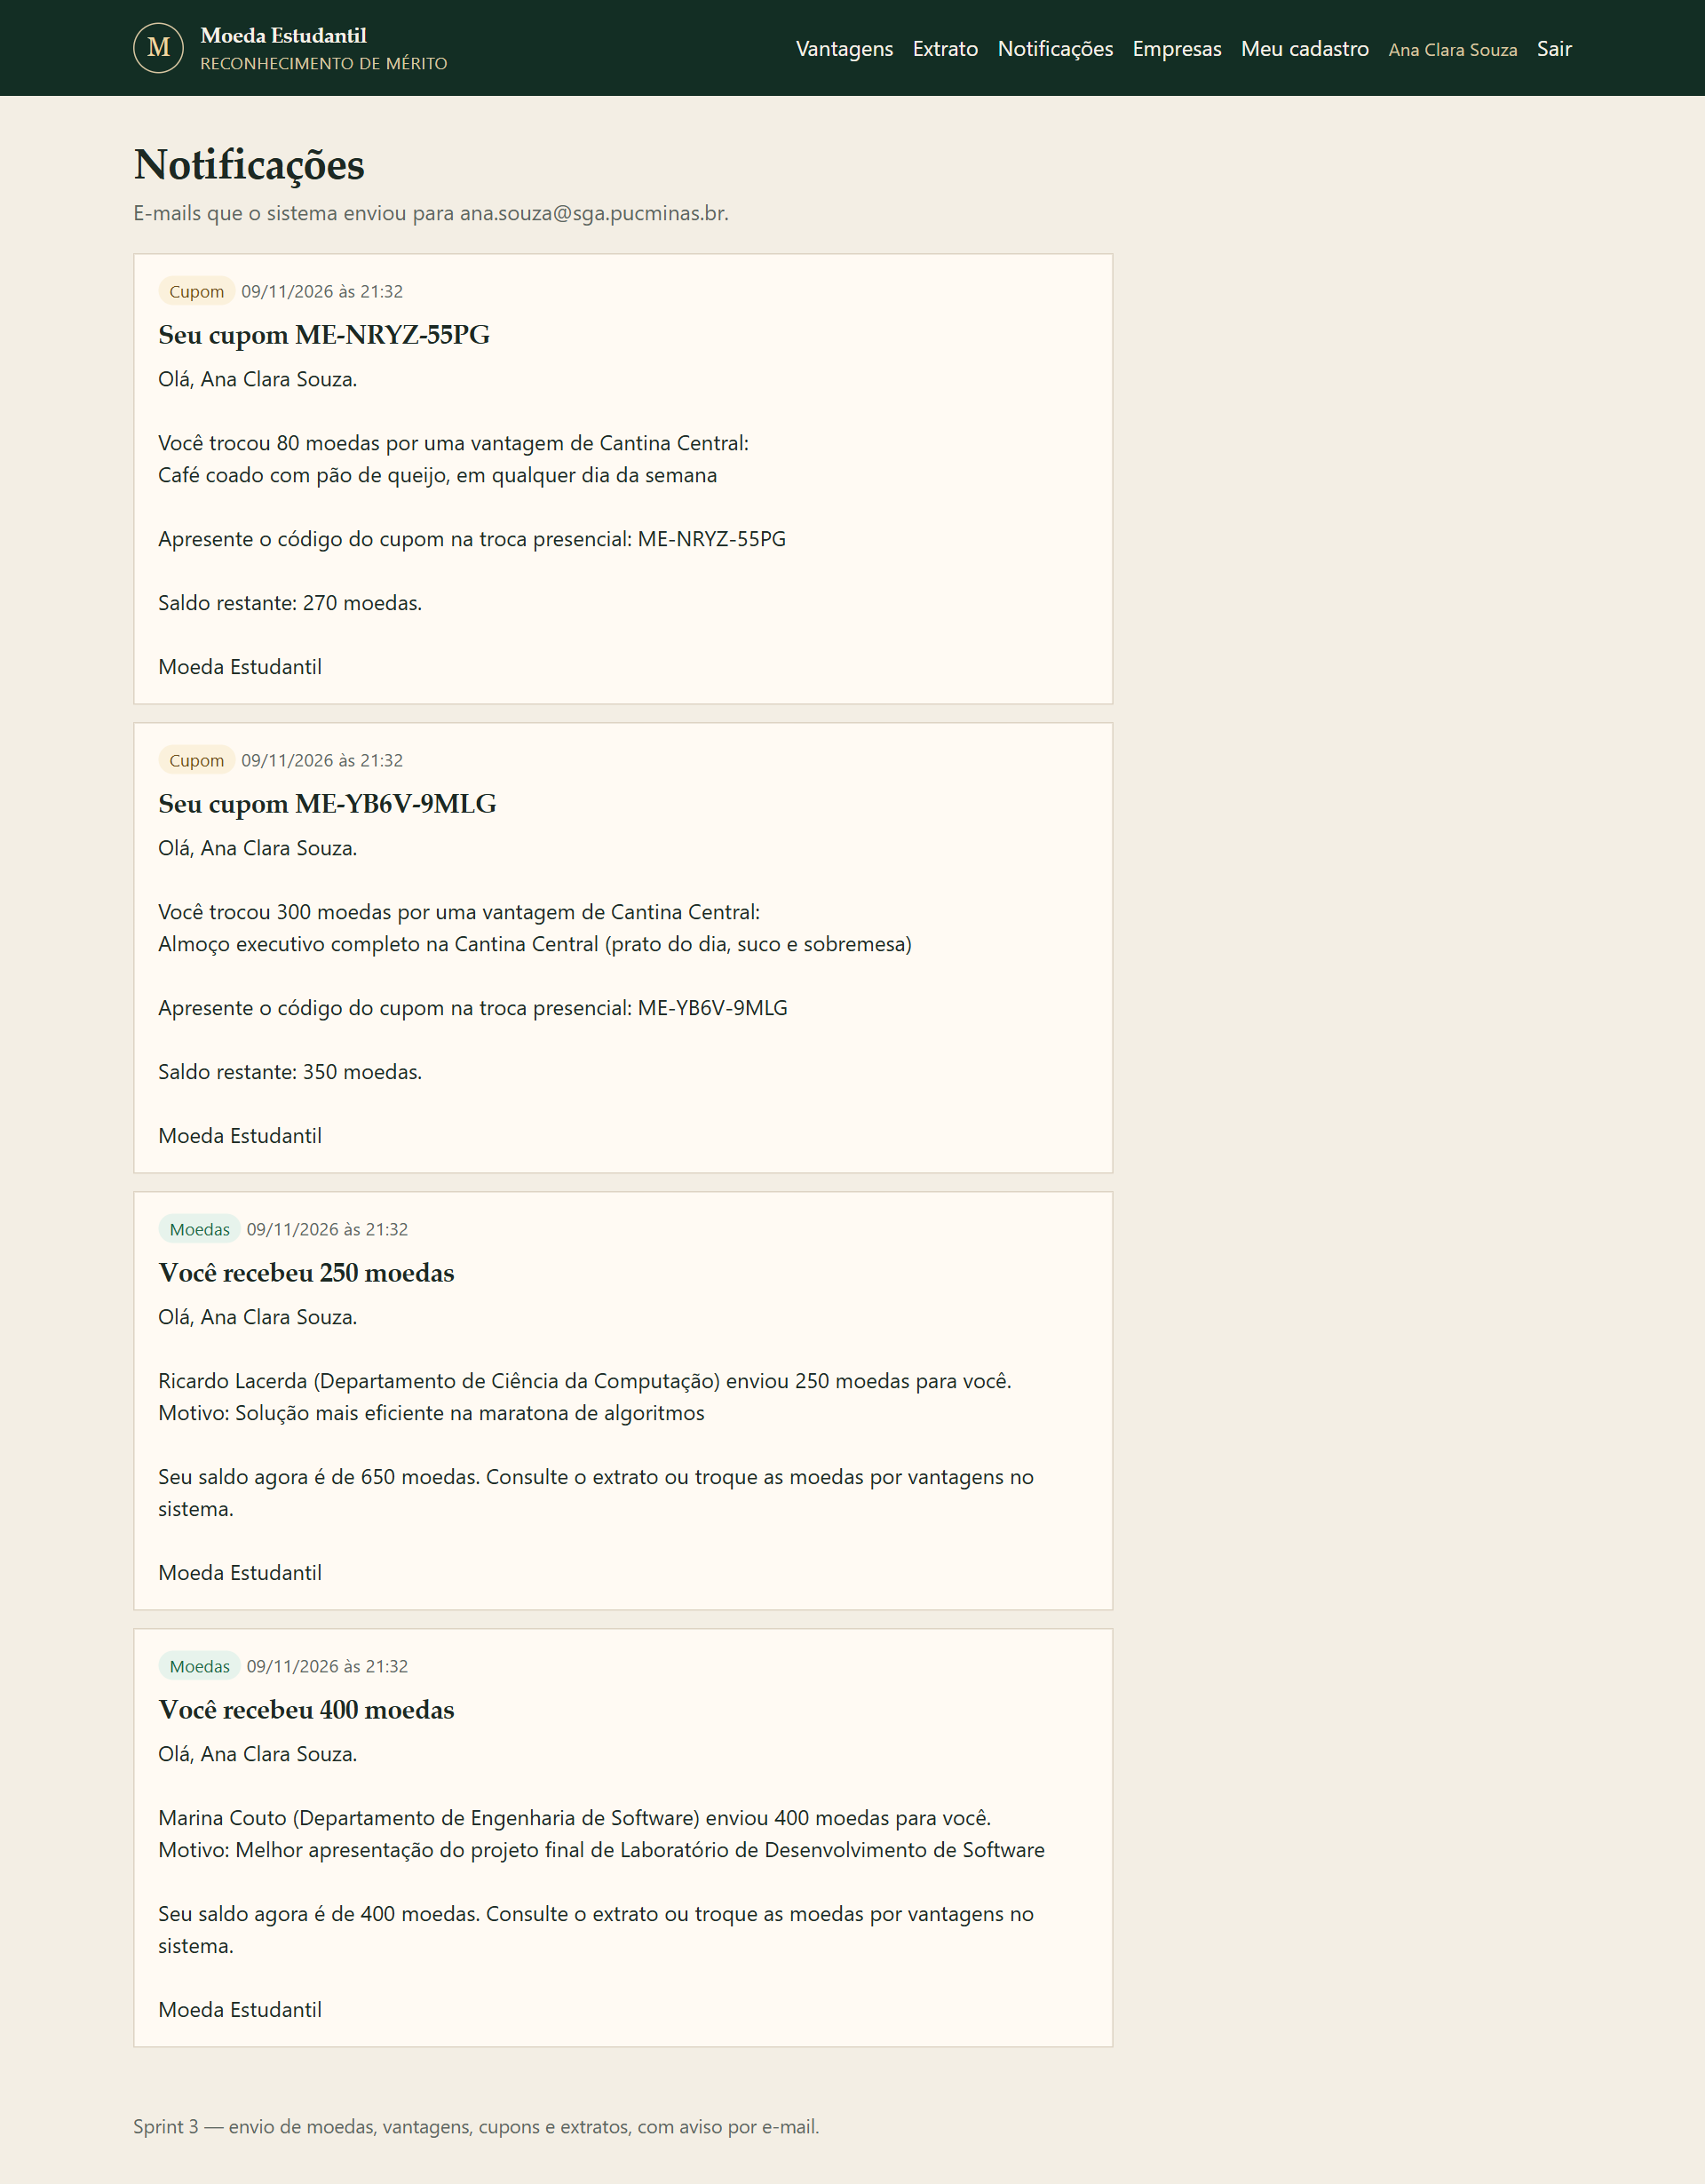 M
Moeda Estudantil
RECONHECIMENTO DE MÉRITO
Vantagens Extrato Notificações Empresas Meu cadastro Ana Clara Souza Sair
Notificações
E-mails que o sistema enviou para ana.souza@sga.pucminas.br.
Cupom 09/11/2026 às 21:32
Seu cupom ME-NRYZ-55PG
Olá, Ana Clara Souza.
Você trocou 80 moedas por uma vantagem de Cantina Central:
Café coado com pão de queijo, em qualquer dia da semana
Apresente o código do cupom na troca presencial: ME-NRYZ-55PG
Saldo restante: 270 moedas.
Moeda Estudantil
Cupom 09/11/2026 às 21:32
Seu cupom ME-YB6V-9MLG
Olá, Ana Clara Souza.
Você trocou 300 moedas por uma vantagem de Cantina Central:
Almoço executivo completo na Cantina Central (prato do dia, suco e sobremesa)
Apresente o código do cupom na troca presencial: ME-YB6V-9MLG
Saldo restante: 350 moedas.
Moeda Estudantil
Moedas 09/11/2026 às 21:32
Você recebeu 250 moedas
Olá, Ana Clara Souza.
Ricardo Lacerda (Departamento de Ciência da Computação) enviou 250 moedas para você.
Motivo: Solução mais eficiente na maratona de algoritmos
Seu saldo agora é de 650 moedas. Consulte o extrato ou troque as moedas por vantagens no
sistema.
Moeda Estudantil
Moedas 09/11/2026 às 21:32
Você recebeu 400 moedas
Olá, Ana Clara Souza.
Marina Couto (Departamento de Engenharia de Software) enviou 400 moedas para você.
Motivo: Melhor apresentação do projeto final de Laboratório de Desenvolvimento de Software
Seu saldo agora é de 400 moedas. Consulte o extrato ou troque as moedas por vantagens no
sistema.
Moeda Estudantil
Sprint 3 — envio de moedas, vantagens, cupons e extratos, com aviso por e-mail.